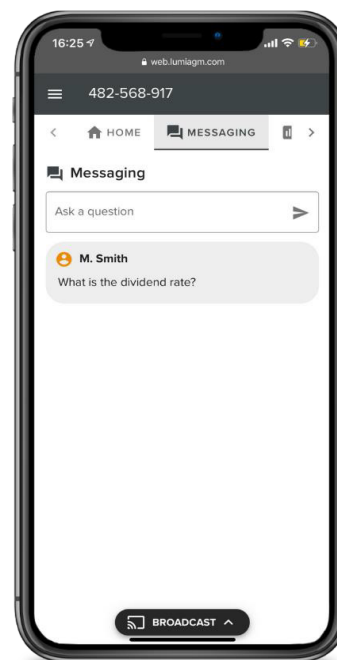 16:25
web.lumiagm.com
482-568-917
HOME
MESSAGING
Messaging
Ask a question
M. Smith
What is the dividend rate?
BROADCAST